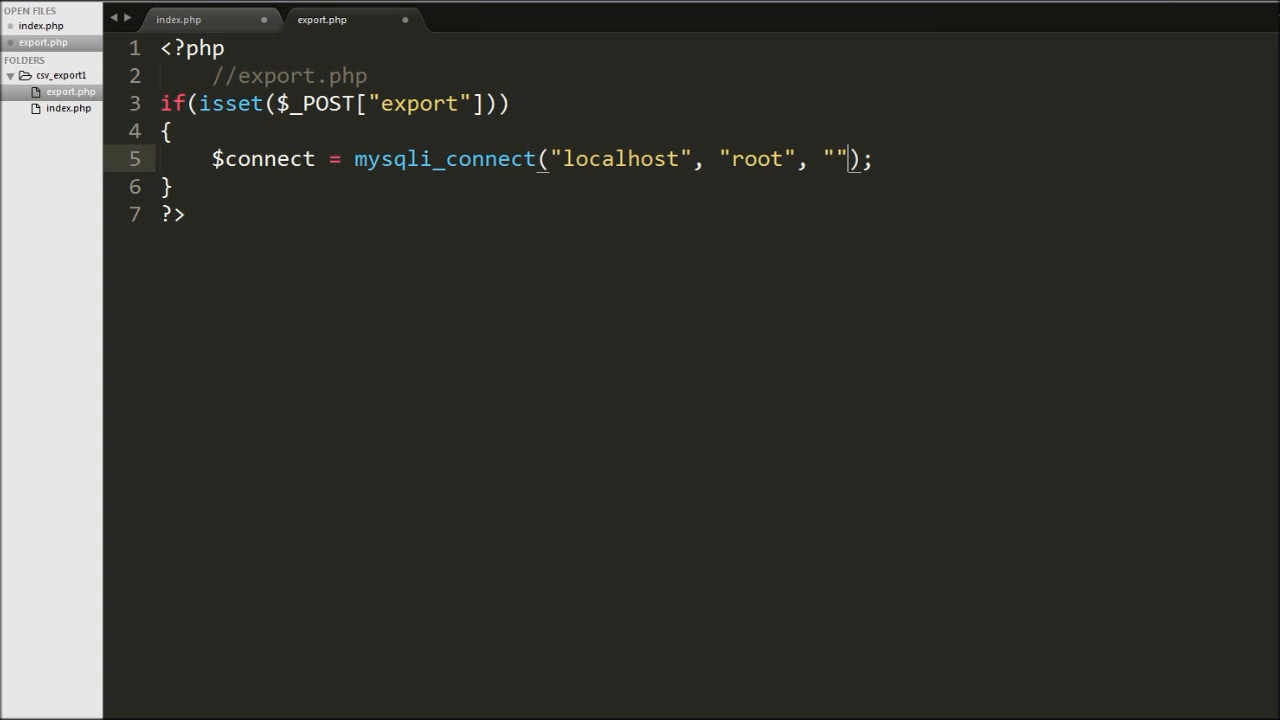 OPEN FILES
index.php
export.php
FOLDERS
csv_export1
export.php
index.php
index.php
export.php
1 <?php
2 //export.php
3 if(isset($_POST["export"]))
4 {
5 $connect = mysqli_connect("localhost", "root", "");
6 }
7 ?>